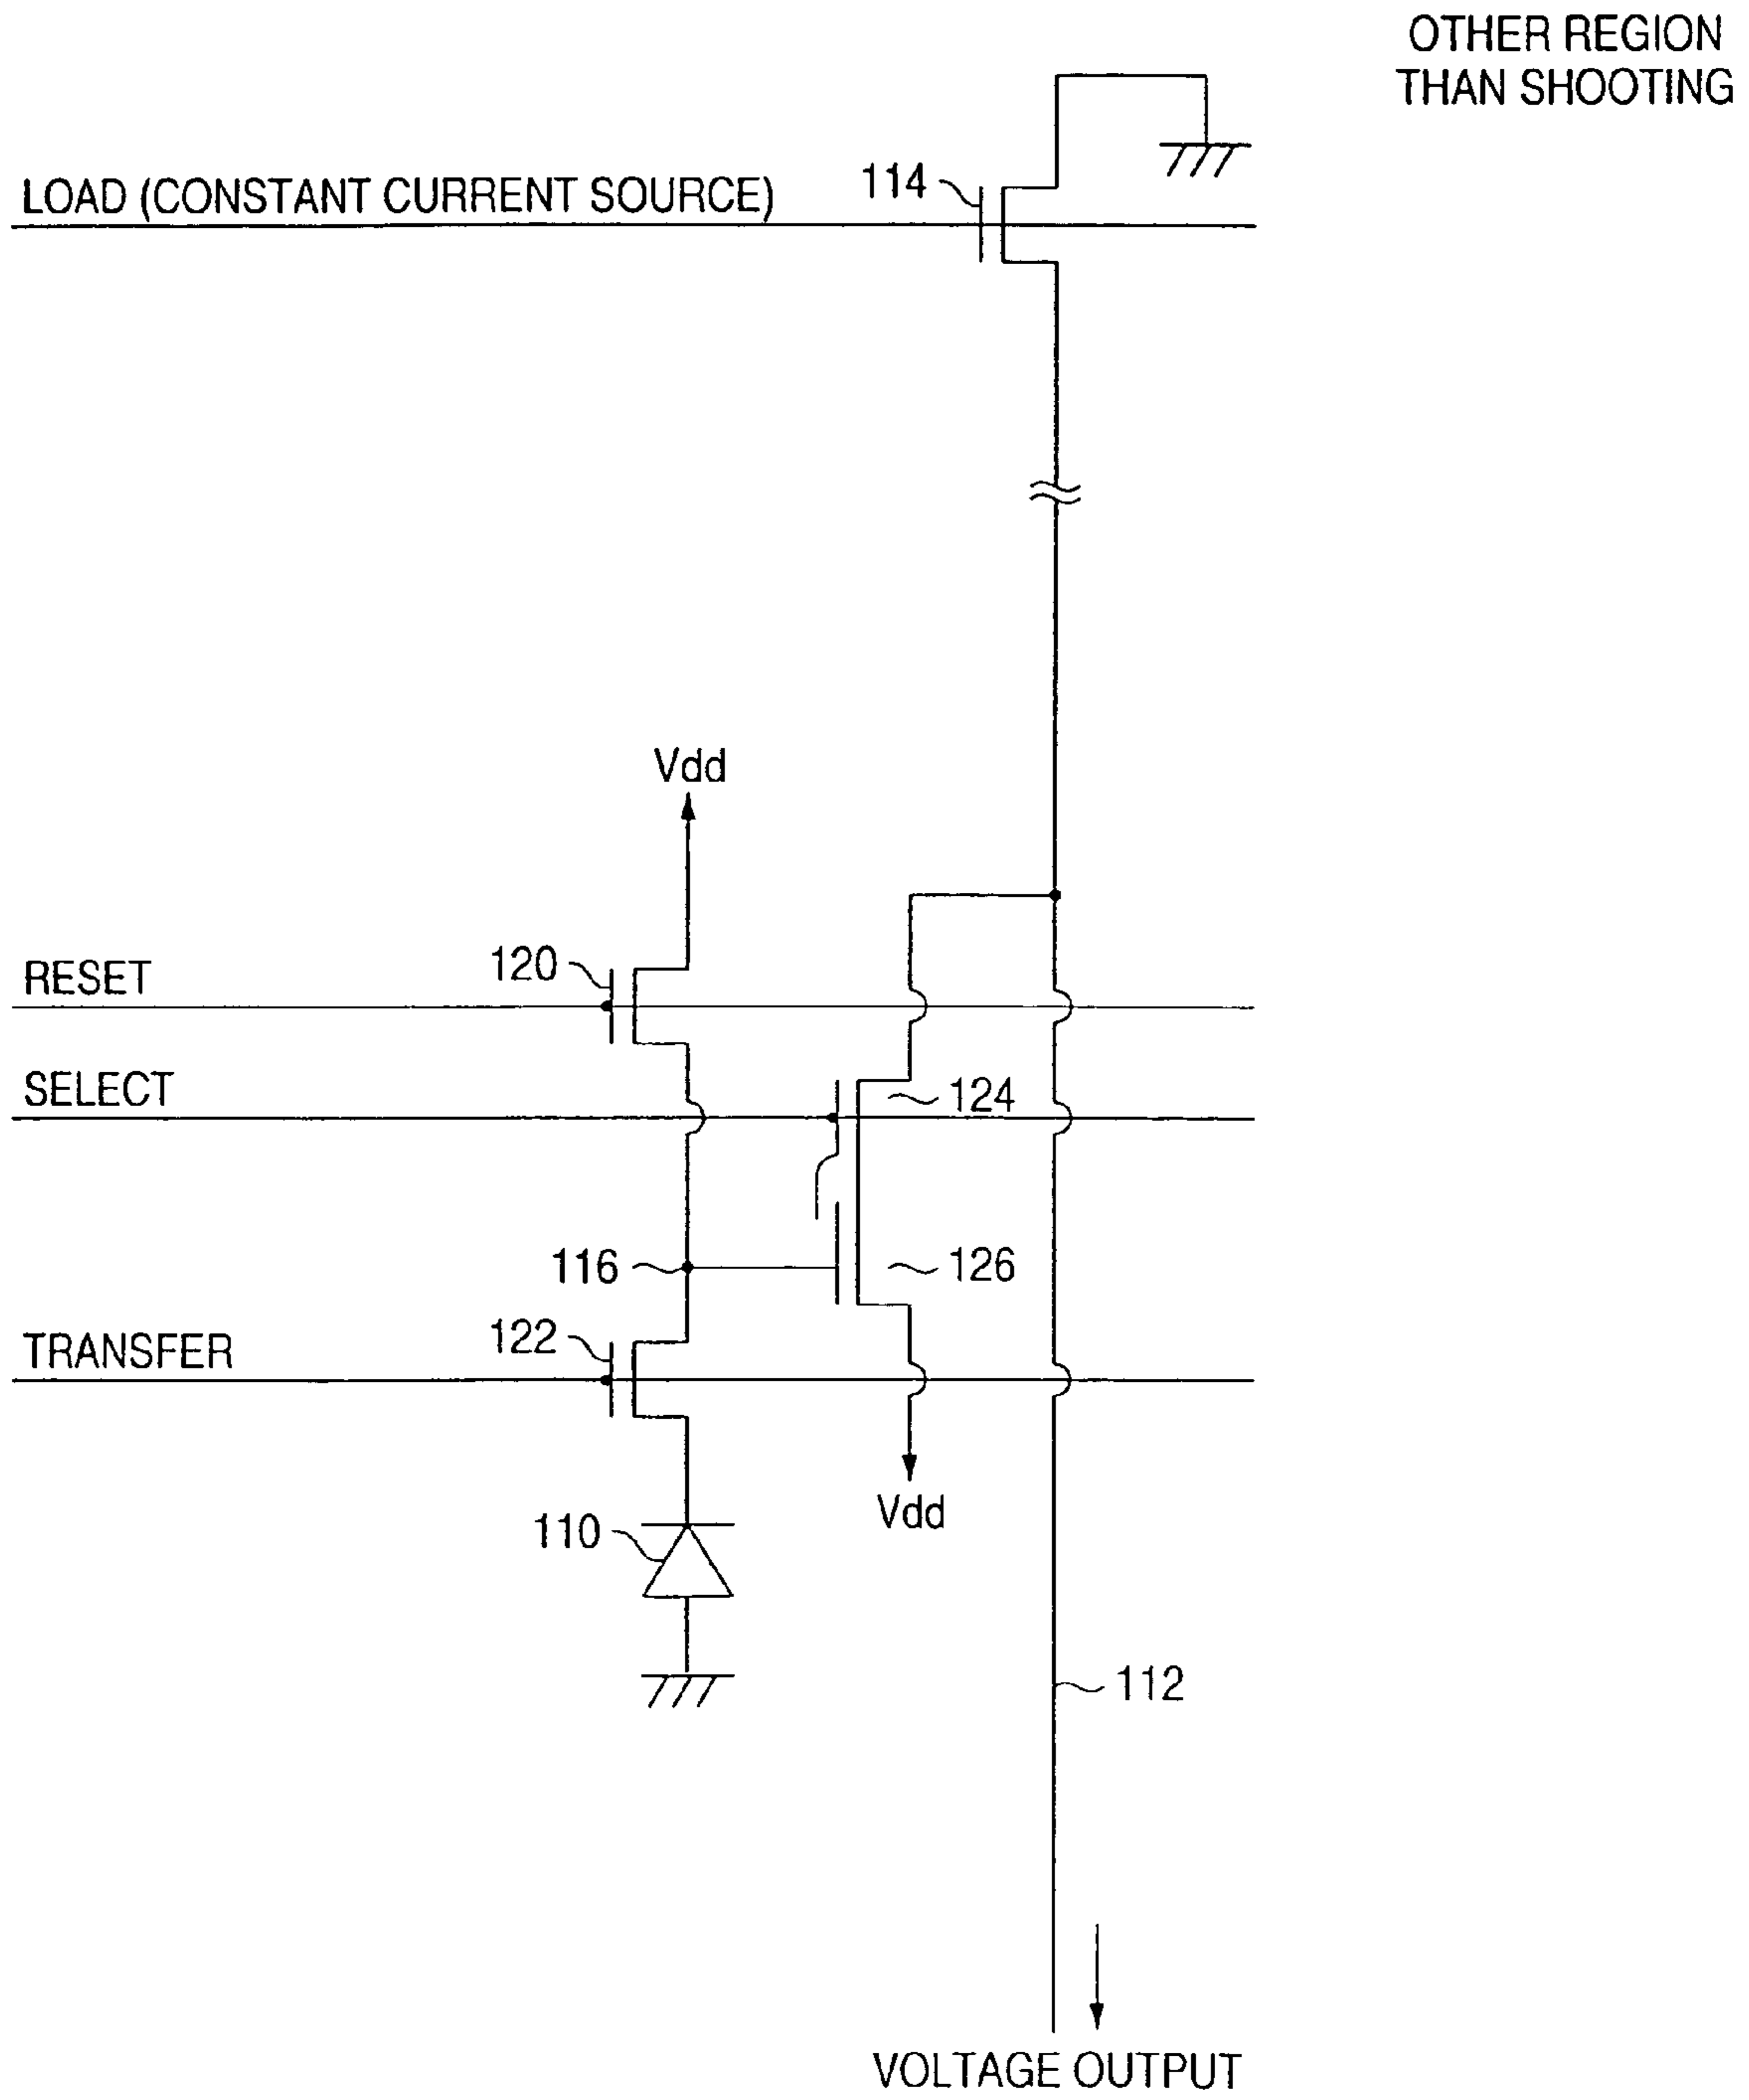 OTHER REGION
THAN SHOOTING
LOAD (CONSTANT CURRENT SOURCE)
114
Vdd
RESET
120
SELECT
124
116
126
TRANSFER
122
110
Vdd
112
VOLTAGE OUTPUT